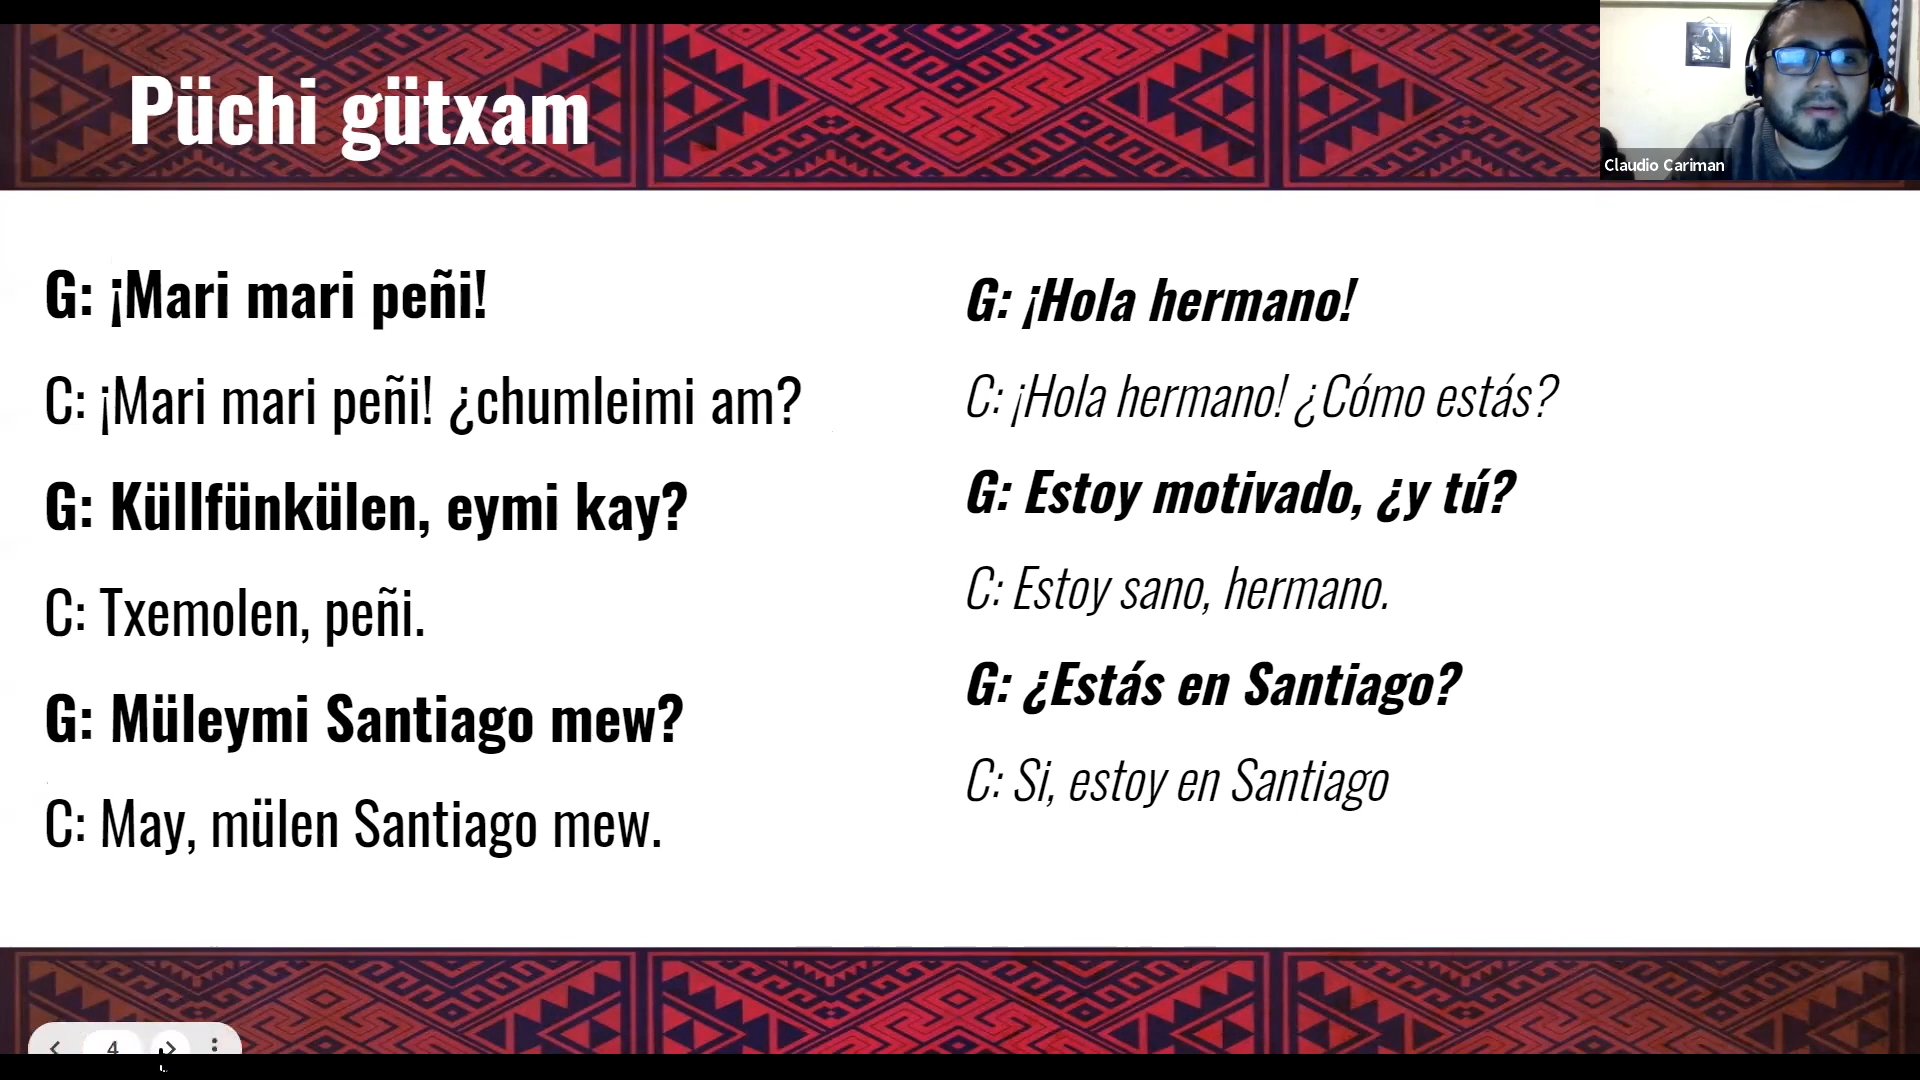 Püchi gütxam
Claudio Cariman
G: ¡Mari mari peñi!
C: ¡Mari mari peñi! ¿chumleimi am?
G: Küllfünkülen, eymi kay?
C: Txemolen, peñi.
G: Müleymi Santiago mew?
C: May, mülen Santiago mew.
G: ¡Hola hermano!
C: ¡Hola hermano! ¿Cómo estás?
G: Estoy motivado, ¿y tú?
C: Estoy sano, hermano.
G: ¿Estás en Santiago?
C: Si, estoy en Santiago
4